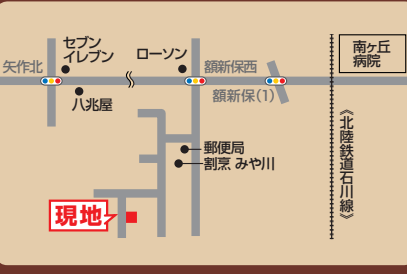 セブン
イレブン
ローソン
南ヶ丘
病院
矢作北
額新保西
八兆屋
額新保(1)
郵便局
割烹 みや川
《北陸鉄道石川線》
現地